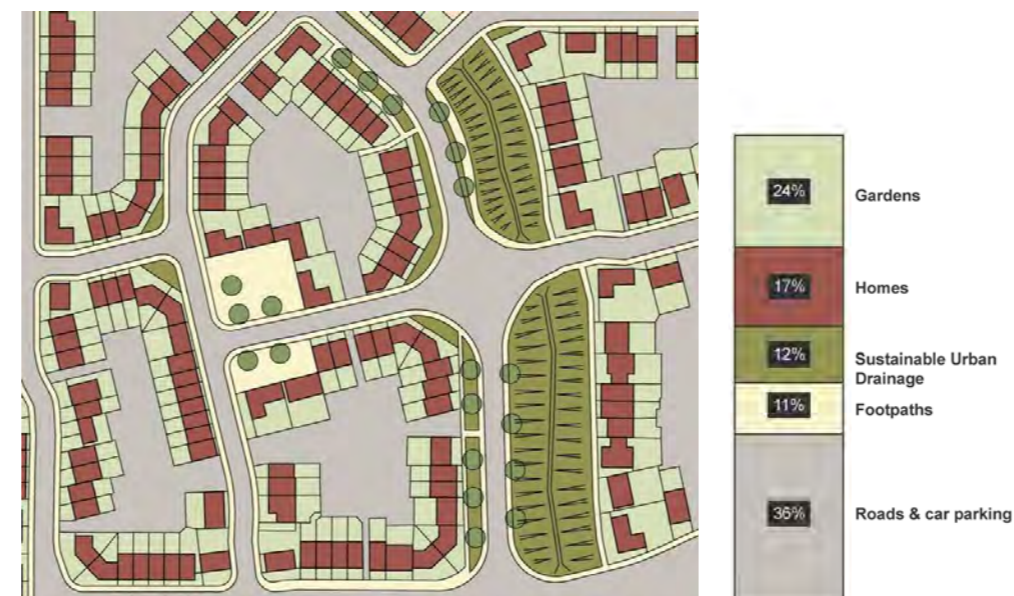 24%
Gardens
17%
Homes
12%
Sustainable Urban
Drainage
11%
Footpaths
36%
Roads & car parking